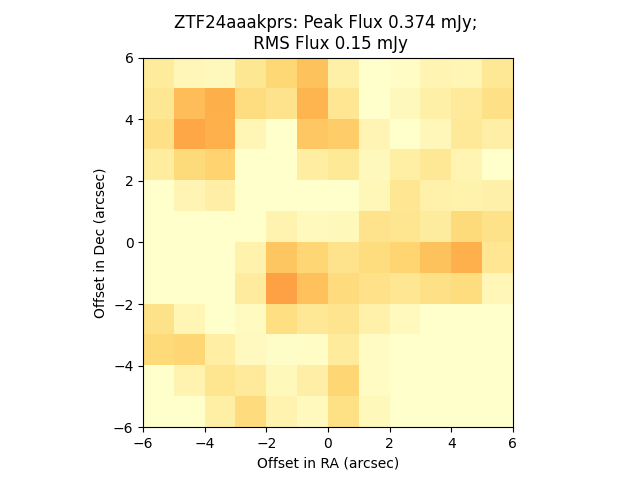 ZTF24aaakprs: Peak Flux 0.374 mJy;
RMS Flux 0.15 mJy
6
4
2
0
−2
−4
−6
Offset in Dec (arcsec)
−6 −4 −2 0 2 4 6
Offset in RA (arcsec)